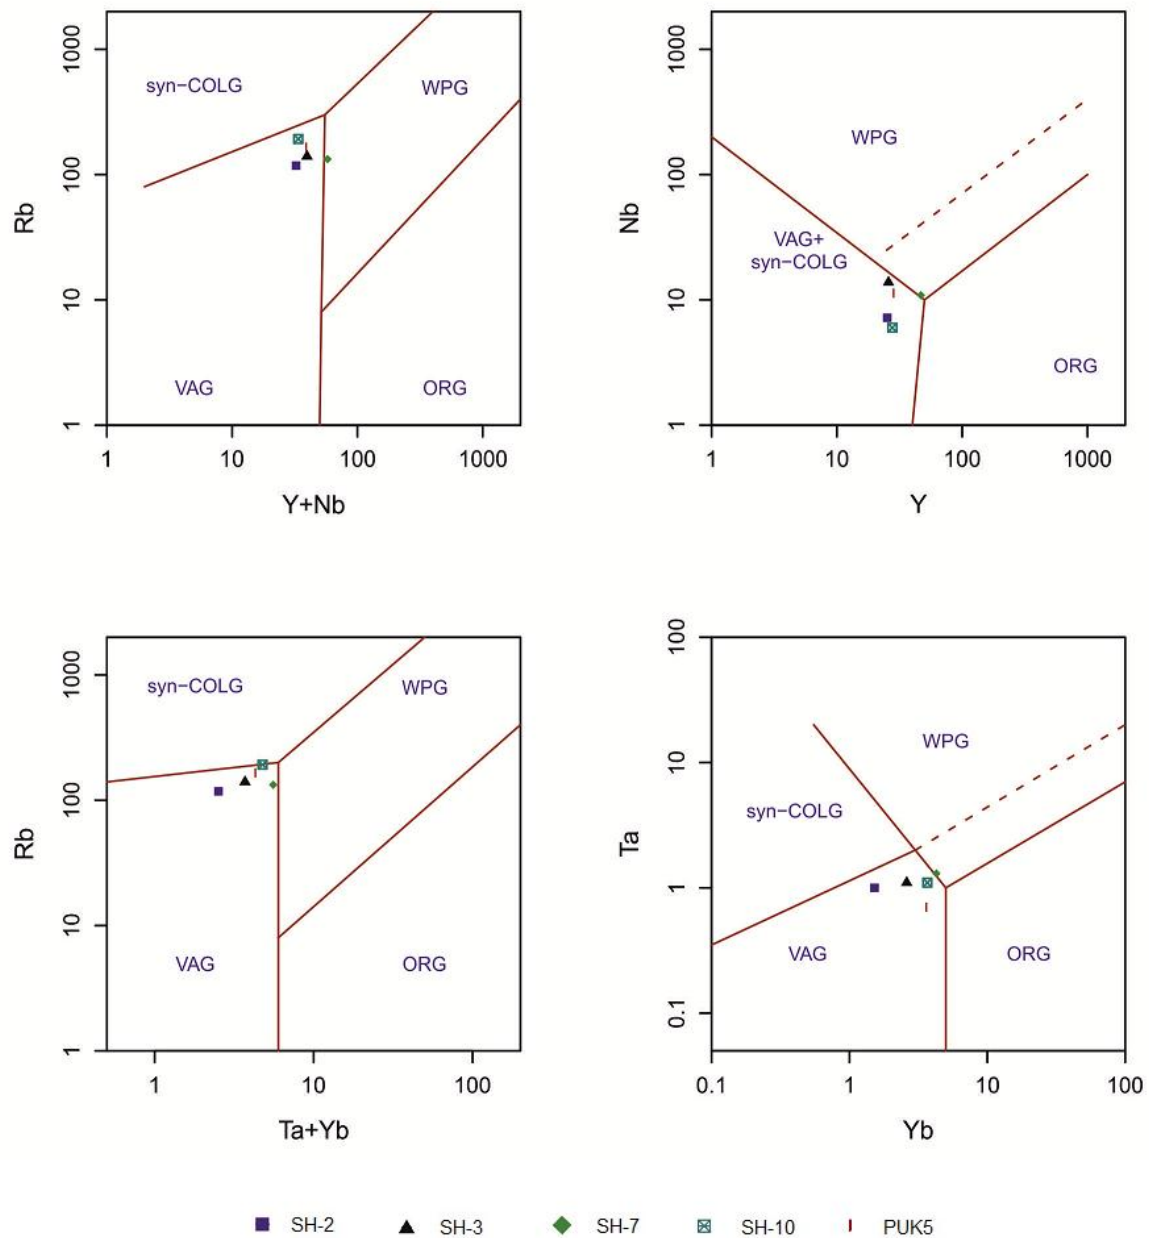 syn−COLG
WPG
VAG
ORG
1000
100
10
1
Rb
1
10
100
1000
Y+Nb
WPG
VAG+
syn−COLG
ORG
1000
100
10
1
Nb
1
10
100
1000
Y
syn−COLG
WPG
VAG
ORG
1000
100
10
1
Rb
1
10
100
Ta+Yb
WPG
syn−COLG
VAG
ORG
100
10
1
0.1
Ta
0.1
1
10
100
Yb
SH-2
SH-3
SH-7
SH-10
PUK5